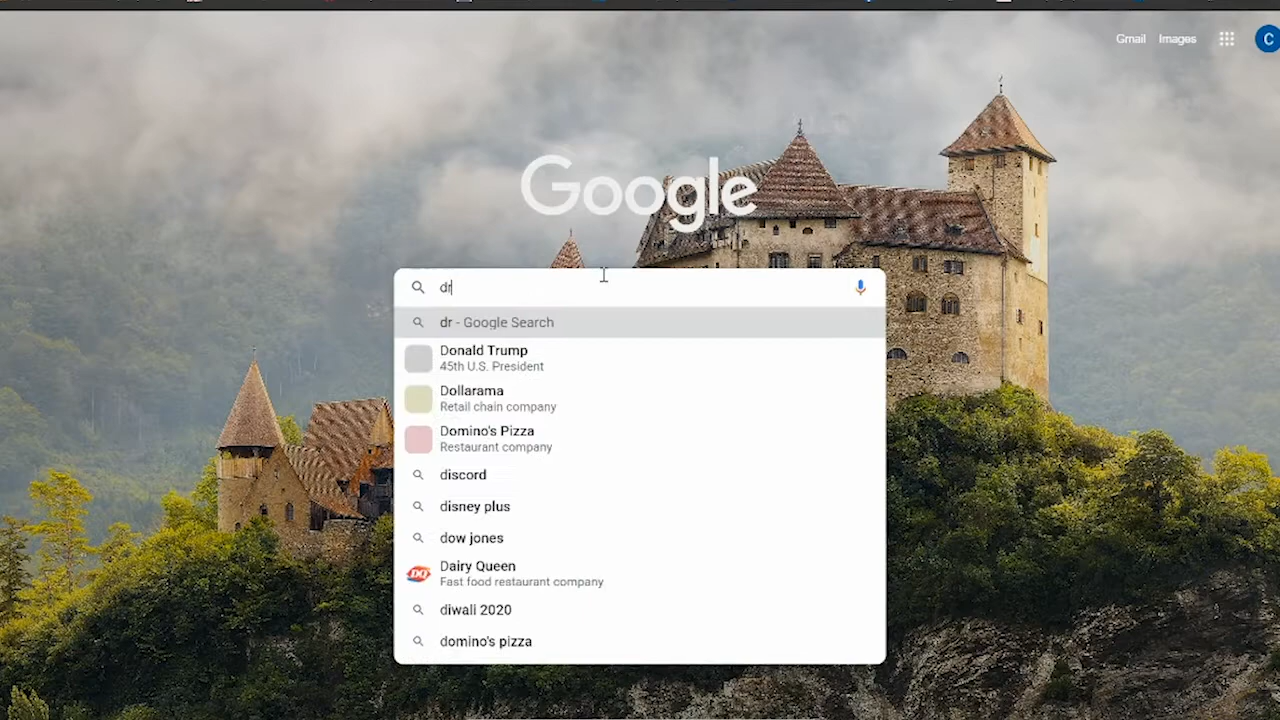 Gmail Images
C
Google
dr
dr - Google Search
Donald Trump
45th U.S. President
Dollarama
Retail chain company
Domino's Pizza
Restaurant company
discord
disney plus
dow jones
DQ
Dairy Queen
Fast food restaurant company
diwali 2020
domino's pizza